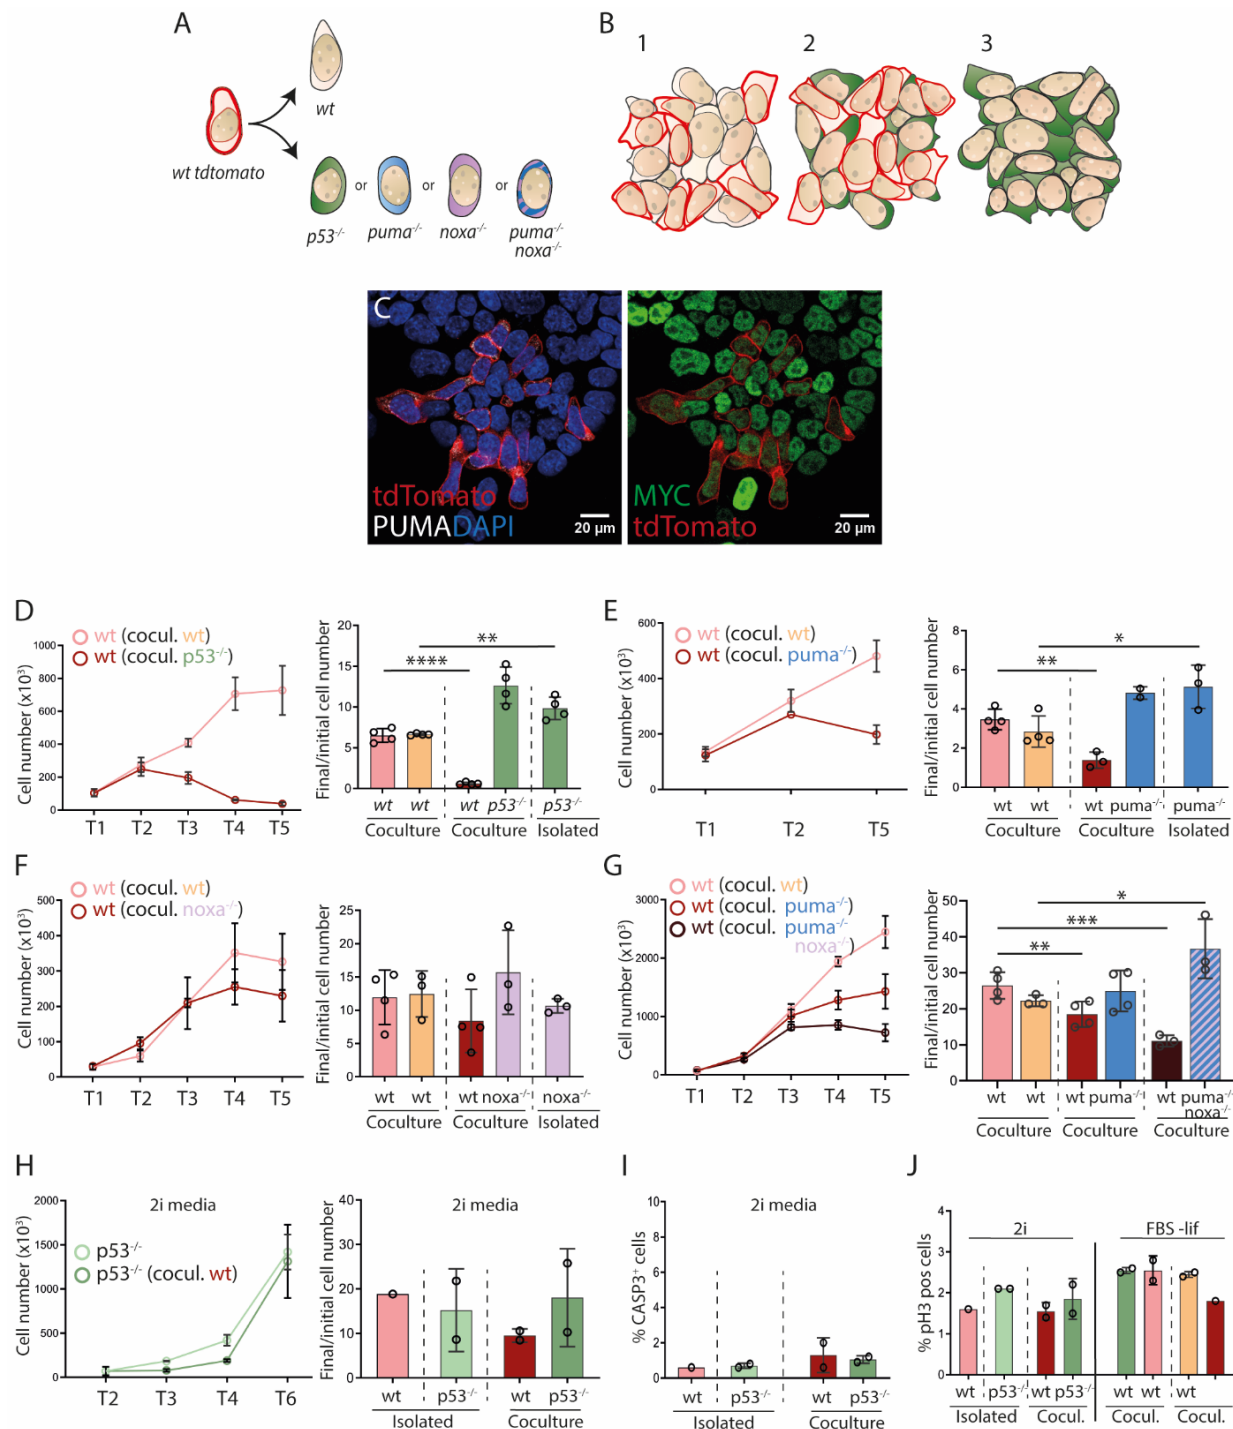 A
wt
wt tdtomato
or
or
or
p53-/-
puma-/-
noxa-/-
puma-/-
noxa-/-
B
1
2
3
C
tdTomato
PUMADAPI
20 µm
MYC
tdTomato
20 µm
D
wt (cocul. wt)
wt (cocul. p53-/-)
Cell number (x10³)
1000
800
600
400
200
0
T1 T2 T3 T4 T5
Final/initial cell number
20
15
10
5
0
**
****
wt wt wt p53-/- p53-/-
Coculture Coculture Isolated
E
wt (cocul. wt)
wt (cocul. puma-/-)
Cell number (x10³)
600
400
200
0
T1 T2 T5
Final/initial cell number
8
6
4
2
0
*
**
wt wt wt puma-/- puma-/-
Coculture Coculture Isolated
F
wt (cocul. wt)
wt (cocul. noxa-/-)
Cell number (x10³)
500
400
300
200
100
0
T1 T2 T3 T4 T5
Final/initial cell number
25
20
15
10
5
0
wt wt wt noxa-/- noxa-/-
Coculture Coculture Isolated
G
wt (cocul. wt)
wt (cocul. puma-/-)
wt (cocul. puma-/-
noxa-/-)
Cell number (x10³)
3000
2000
1000
0
T1 T2 T3 T4 T5
Final/initial cell number
50
40
30
20
10
0
*
***
**
wt wt wt puma-/- wt puma-/-
noxa-/-
Coculture Coculture Coculture
H
2i media
p53-/-
p53-/- (cocul. wt)
Cell number (x10³)
2000
1500
1000
500
0
T2 T3 T4 T6
2i media
Final/initial cell number
40
30
20
10
0
wt p53-/- wt p53-/-
Isolated Coculture
I
2i media
% CASP3+ cells
10
8
6
4
2
0
wt p53-/- wt p53-/-
Isolated Coculture
J
2i
FBS -lif
% pH3 pos cells
4
3
2
1
0
wt p53-/- wt p53-/- wt wt wt
Isolated Cocul. Cocul. Cocul.